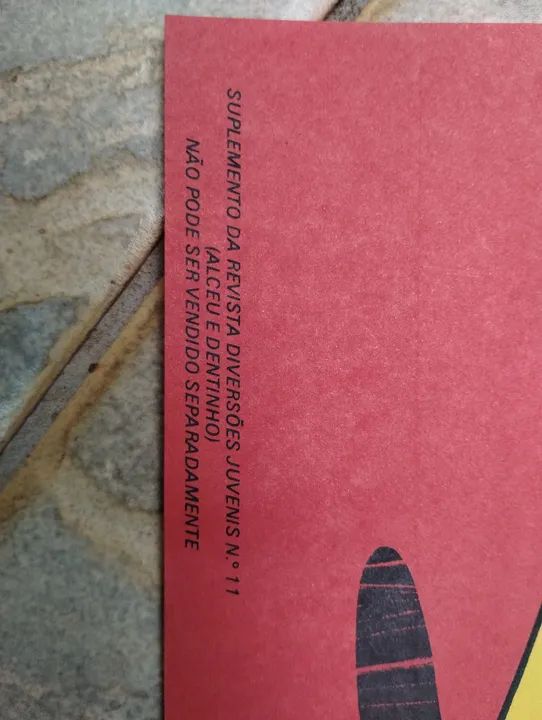 SUPLEMENTO DA REVISTA DIVERSÕES JUVENIS N.º 11
(ALCEU E DENTINHO)
NÃO PODE SER VENDIDO SEPARADAMENTE